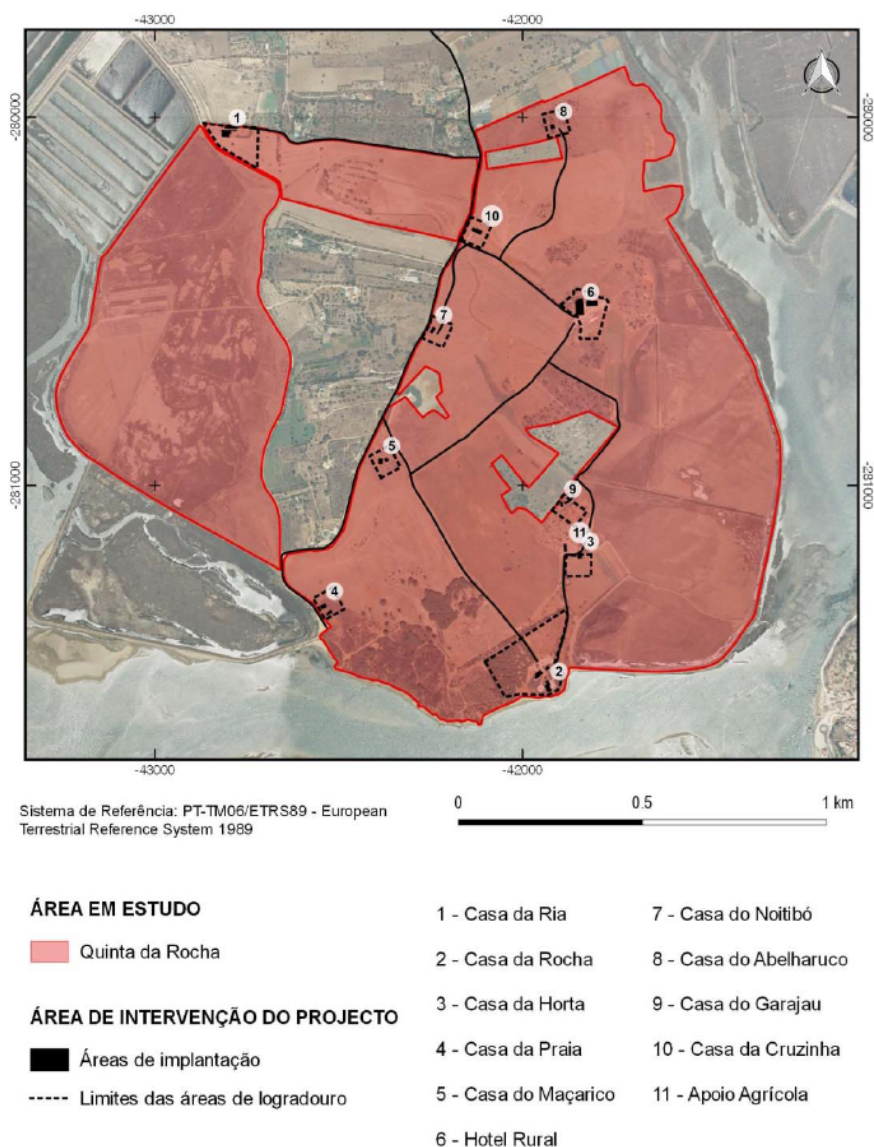 -43000
-42000
-280000
-280000
1
8
10
6
7
5
9
11
3
4
2
-281000
-281000
-43000
-42000
Sistema de Referência: PT-TM06/ETRS89 - European
Terrestrial Reference System 1989
0
0.5
1 km
ÁREA EM ESTUDO
Quinta da Rocha
ÁREA DE INTERVENÇÃO DO PROJECTO
Áreas de implantação
Limites das áreas de logradouro
1 - Casa da Ria
2 - Casa da Rocha
3 - Casa da Horta
4 - Casa da Praia
5 - Casa do Maçarico
6 - Hotel Rural
7 - Casa do Noitibó
8 - Casa do Abelharuco
9 - Casa do Garajau
10 - Casa da Cruzinha
11 - Apoio Agrícola